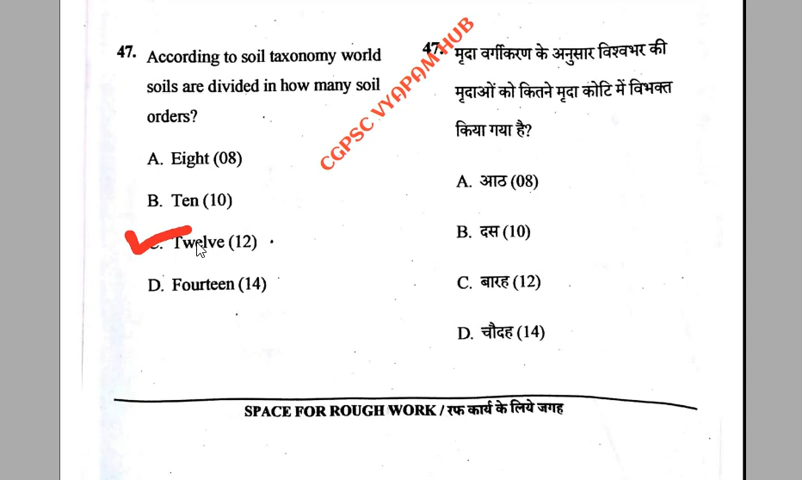 47. According to soil taxonomy world
soils are divided in how many soil
orders?
A. Eight (08)
B. Ten (10)
C. Twelve (12)
D. Fourteen (14)
CGPSC VYAPAM HUB
47. मृदा वर्गीकरण के अनुसार विश्वभर की
मृदाओं को कितने मृदा कोटि में विभक्त
किया गया है?
A. आठ (08)
B. दस (10)
C. बारह (12)
D. चौदह (14)
SPACE FOR ROUGH WORK / रफ कार्य के लिये जगह